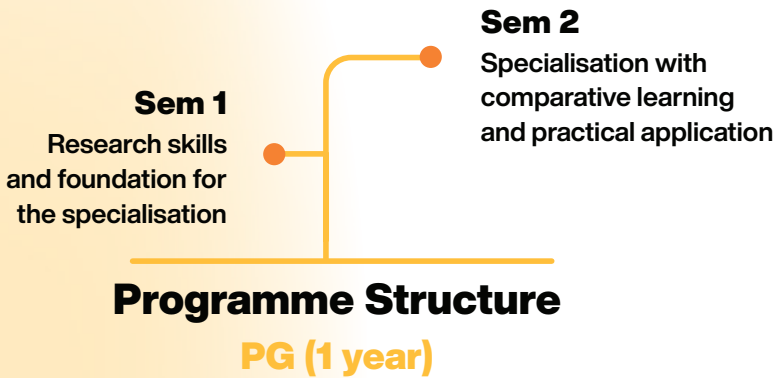 Sem 1
Research skills
and foundation for
the specialisation
Sem 2
Specialisation with
comparative learning
and practical application
Programme Structure
PG (1 year)